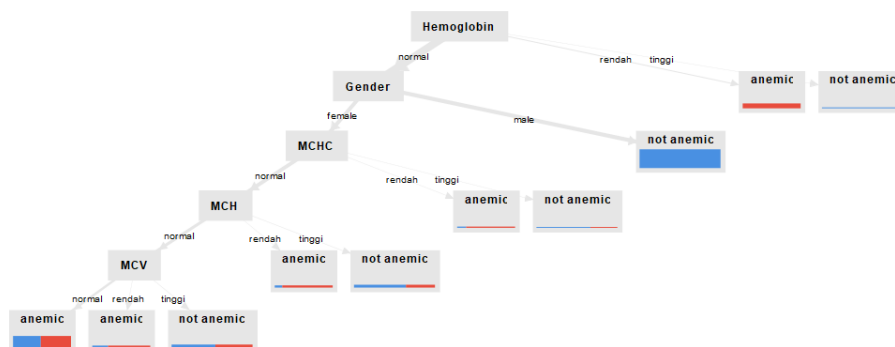 Hemoglobin
normal
rendah
tinggi
anemic
not anemic
Gender
female
male
not anemic
MCHC
normal
rendah
tinggi
anemic
not anemic
MCH
normal
rendah
tinggi
anemic
not anemic
MCV
normal
rendah
tinggi
anemic
anemic
not anemic